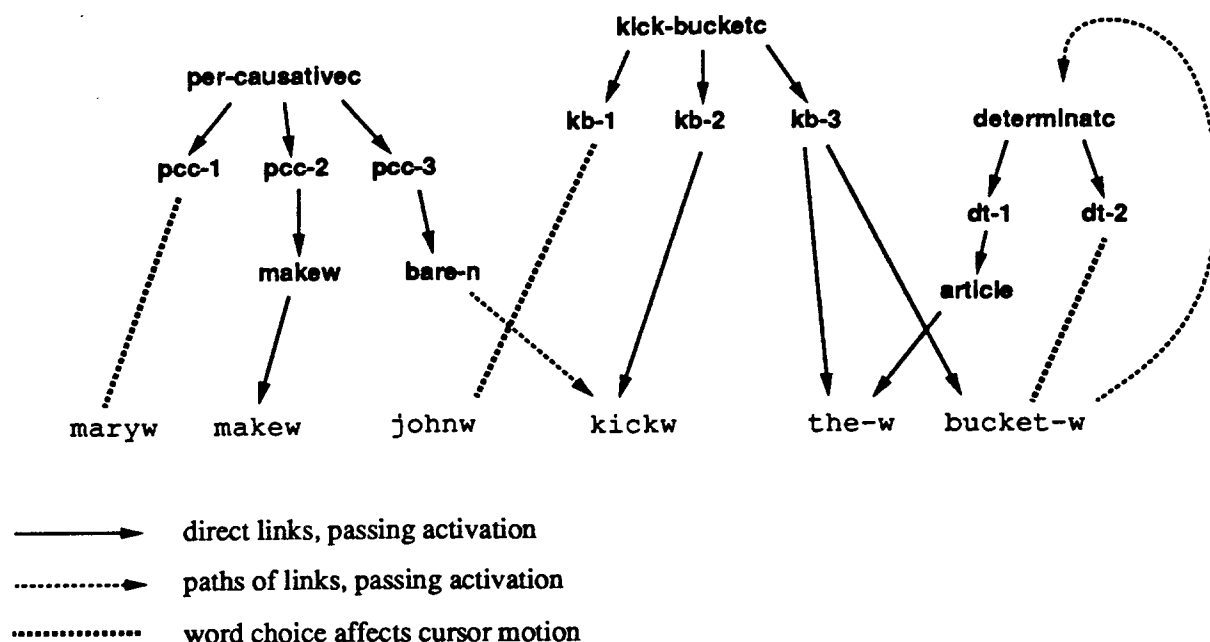 kick-bucketc
per-causativec
kb-1 kb-2 kb-3 determinatc
pcc-1 pcc-2 pcc-3
dt-1 dt-2
makew bare-n
article
maryw makew johnw kickw the-w bucket-w
direct links, passing activation
paths of links, passing activation
word choice affects cursor motion